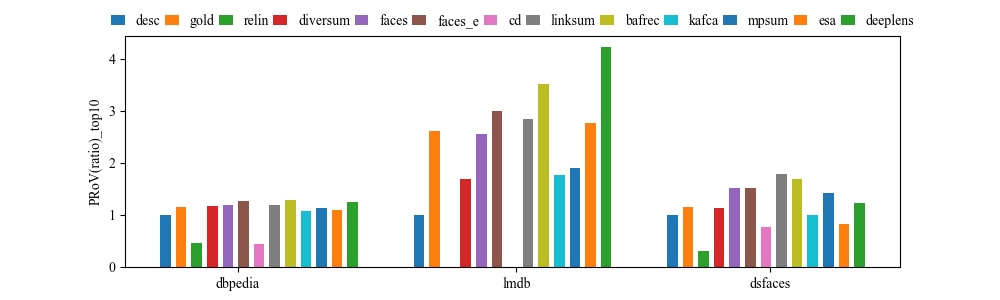 desc gold relin diversum faces faces_e cd linksum bafrec kafca mpsum esa deeplens
PRoV(ratio)_top10
4
3
2
1
0
dbpedia lmdb dsfaces